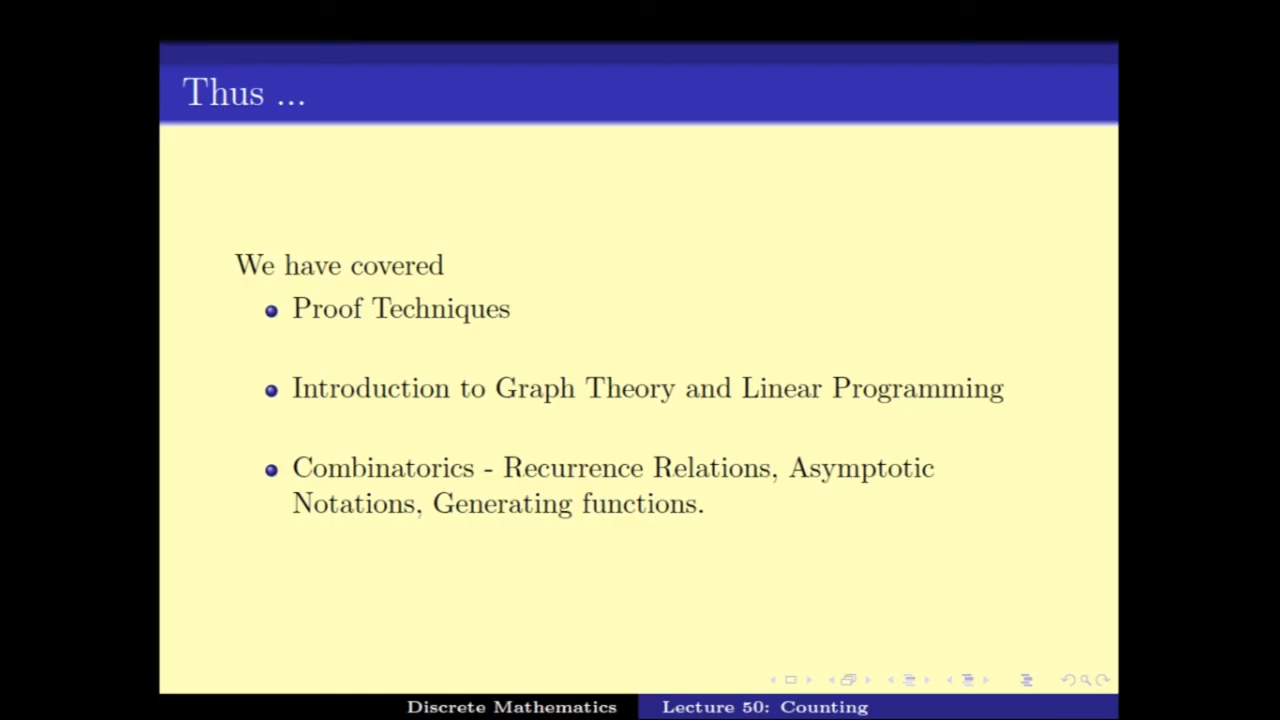 Thus ...
We have covered
Proof Techniques
Introduction to Graph Theory and Linear Programming
Combinatorics - Recurrence Relations, Asymptotic
Notations, Generating functions.
Discrete Mathematics
Lecture 50: Counting